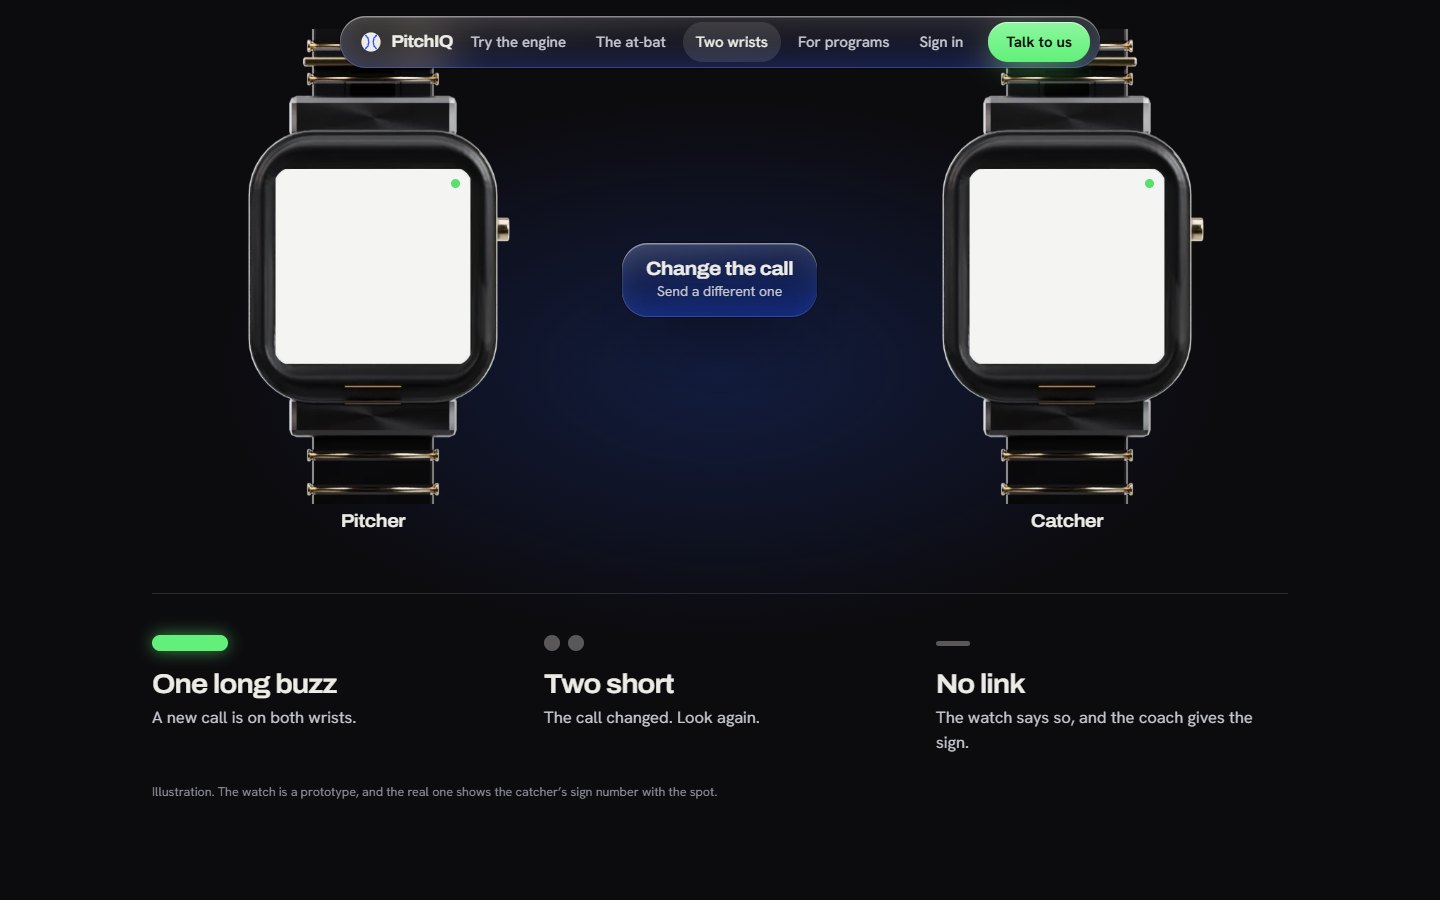 PitchIQ Try the engine The at-bat Two wrists For programs Sign in Talk to us
Change the call
Send a different one
Pitcher Catcher
One long buzz Two short No link
A new call is on both wrists. The call changed. Look again. The watch says so, and the coach gives the
sign.
Illustration. The watch is a prototype, and the real one shows the catcher’s sign number with the spot.